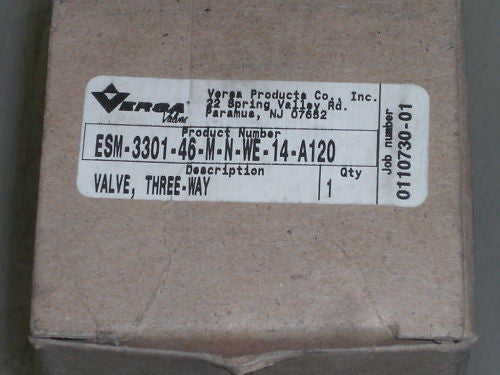 VERSA
Valves
Versa Products Co., Inc.
22 Spring Valley Rd.
Paramus, NJ 07652
Product Number
ESM-3301-46-M-N-WE-14-A120
Description
VALVE, THREE-WAY
Qty
1
Job number
0110730-01